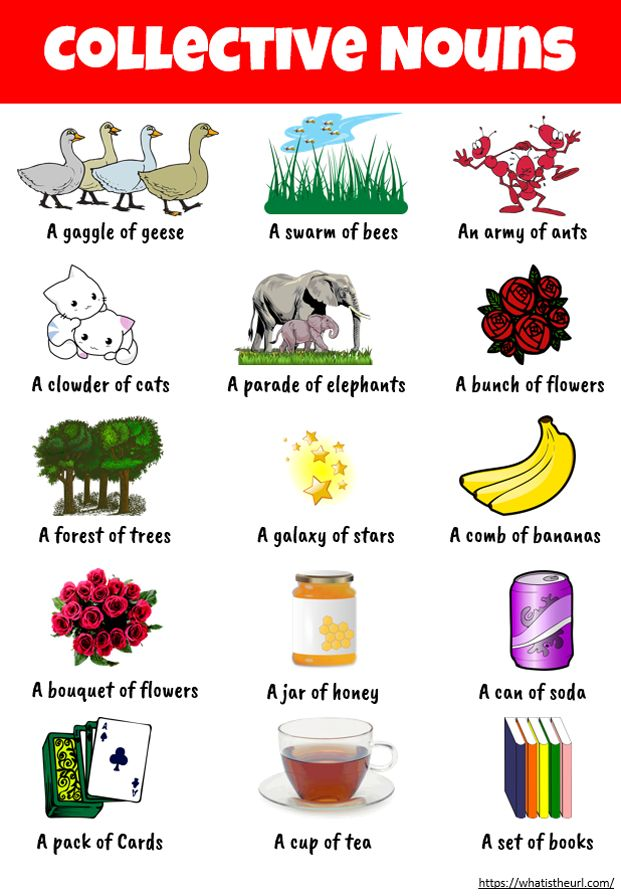 Collective Nouns
A gaggle of geese
A swarm of bees
An army of ants
A clowder of cats
A parade of elephants
A bunch of flowers
A forest of trees
A galaxy of stars
A comb of bananas
A bouquet of flowers
A jar of honey
A can of soda
A
A
A pack of Cards
A cup of tea
A set of books
https://whatistheurl.com/